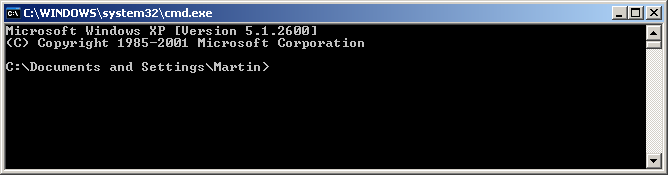 C:\WINDOWS\system32\cmd.exe
Microsoft Windows XP [Version 5.1.2600]
(C) Copyright 1985-2001 Microsoft Corporation
C:\Documents and Settings\Martin>